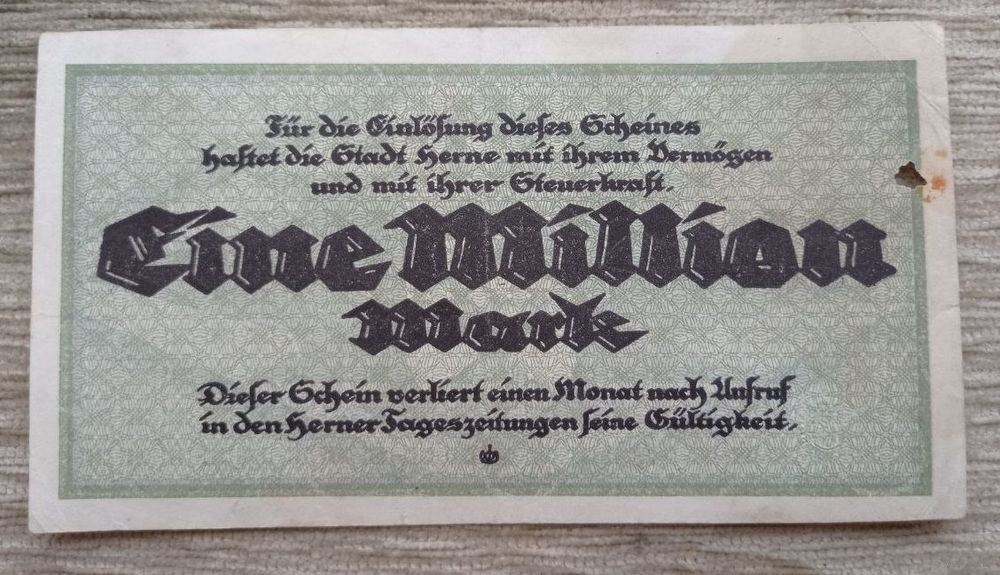 Für die Einlösung dieses Scheines
haftet die Stadt Herne mit ihrem Vermögen
und mit ihrer Steuerkraft.
Eine Million
Mark
Dieser Schein verliert einen Monat nach Aufruf
in den Herner Tageszeitungen seine Gültigkeit.